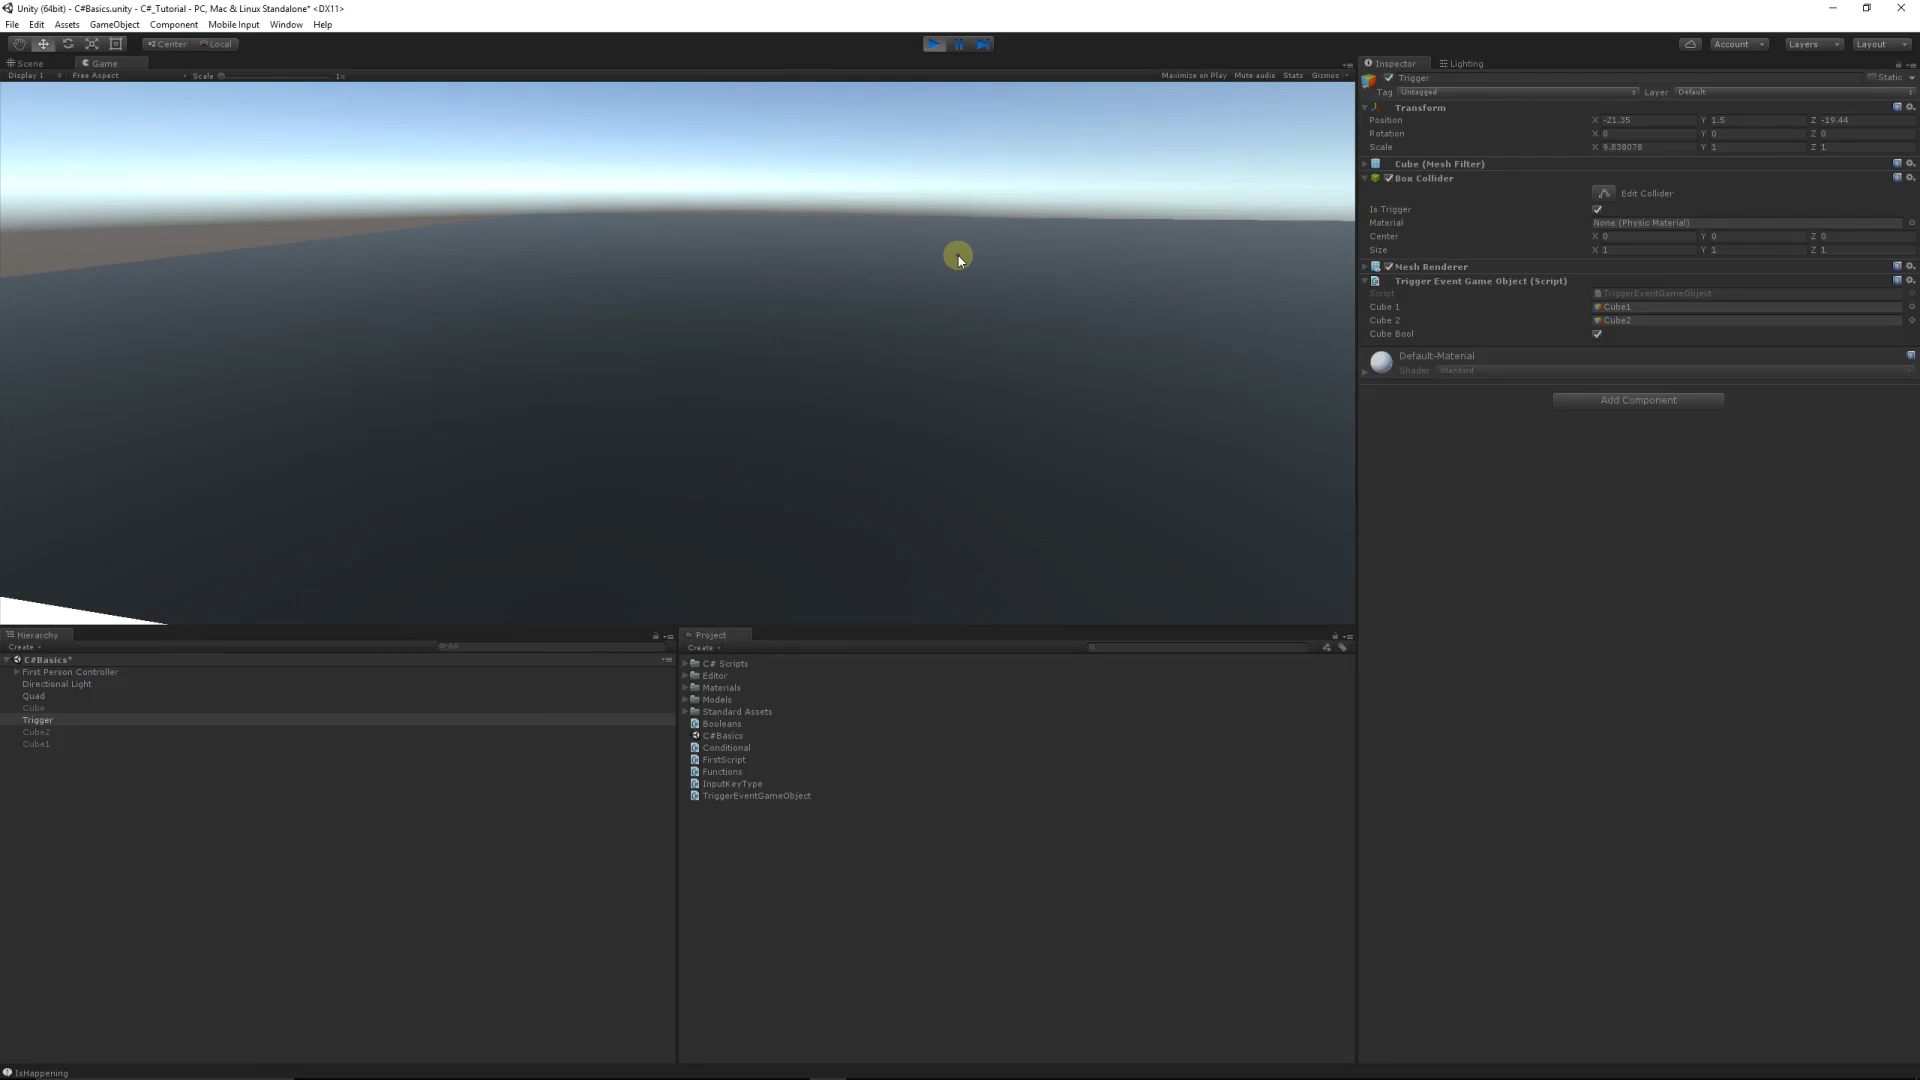 Unity (64bit) - C#Basics.unity - C#_Tutorial - PC, Mac & Linux Standalone* <DX11>
File Edit Assets GameObject Component Mobile Input Window Help
Center Local Account Layers Layout
Scene Game
Display 1 Free Aspect Scale 1x Maximize on Play Mute audio Stats Gizmos
Inspector Lighting
Trigger Static
Tag Untagged Layer Default
Transform
Position X -21.35 Y 1.5 Z -19.44
Rotation X 0 Y 0 Z 0
Scale X 9.838078 Y 1 Z 1
Cube (Mesh Filter)
Box Collider
Edit Collider
Is Trigger
Material None (Physic Material)
Center X 0 Y 0 Z 0
Size X 1 Y 1 Z 1
Mesh Renderer
Trigger Event Game Object (Script)
Script TriggerEventGameObject
Cube 1 Cube1
Cube 2 Cube2
Cube Bool
Default-Material
Shader Standard
Add Component
Hierarchy
Create All
C#Basics*
First Person Controller
Directional Light
Quad
Cube
Trigger
Cube2
Cube1
Project
Create
C# Scripts
Editor
Materials
Models
Standard Assets
Booleans
C#Basics
Conditional
FirstScript
Functions
InputKeyType
TriggerEventGameObject
IsHappening